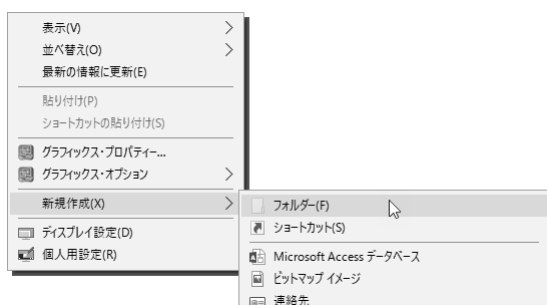 表示(V)
並べ替え(O)
最新の情報に更新(E)
貼り付け(P)
ショートカットの貼り付け(S)
グラフィックス・プロパティー...
グラフィックス・オプション
新規作成(X)
ディスプレイ設定(D)
個人用設定(R)
フォルダー(F)
ショートカット(S)
Microsoft Access データベース
ビットマップ イメージ
連絡先